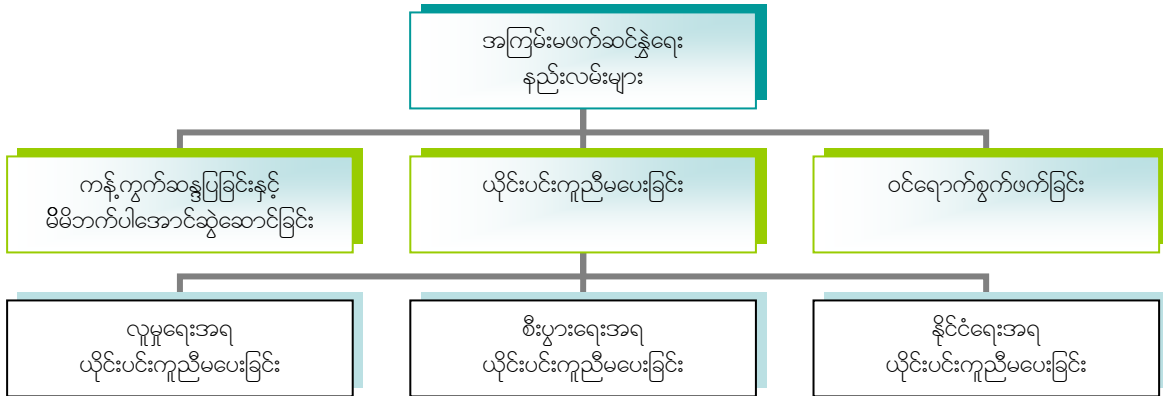 အကြမ်းမဖက်ဆင်နွှဲရေး
နည်းလမ်းများ
ကန့်ကွက်ဆန္ဒပြခြင်းနှင့်
မိမိဘက်ပါအောင်ဆွဲဆောင်ခြင်း
ယိုင်းပင်းကူညီမပေးခြင်း
ဝင်ရောက်စွက်ဖက်ခြင်း
လူမှုရေးအရ
ယိုင်းပင်းကူညီမပေးခြင်း
စီးပွားရေးအရ
ယိုင်းပင်းကူညီမပေးခြင်း
နိုင်ငံရေးအရ
ယိုင်းပင်းကူညီမပေးခြင်း